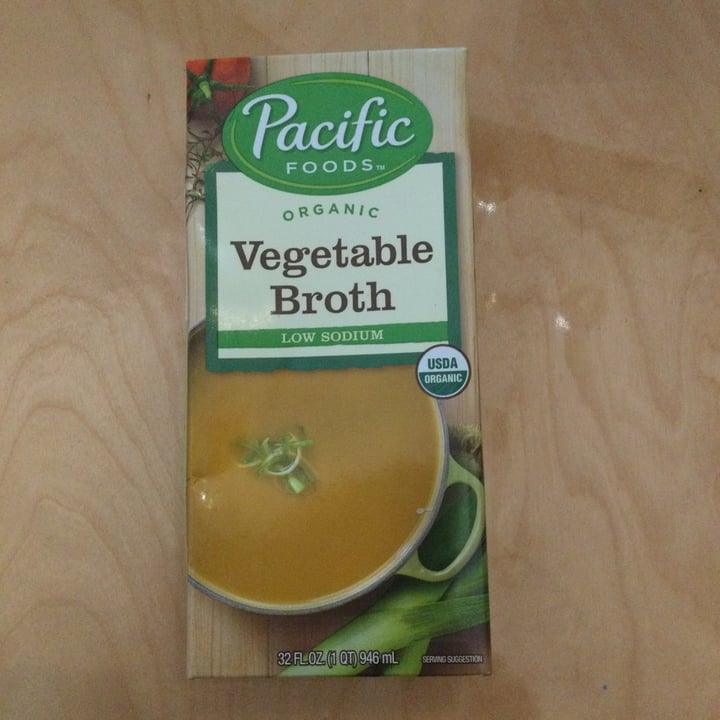 Pacific
FOODS™
ORGANIC
Vegetable
Broth
LOW SODIUM
USDA
ORGANIC
32 FL.OZ. (1 QT) 946 mL
SERVING SUGGESTION